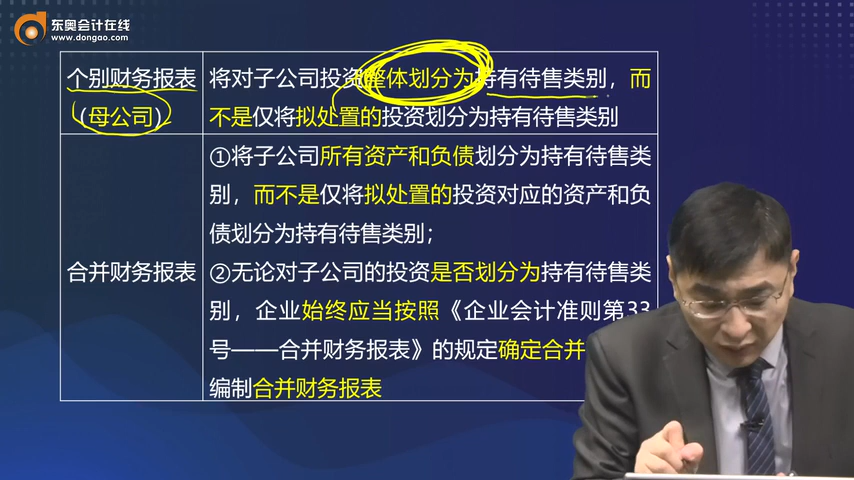 东奥会计在线
www.dongao.com
个别财务报表
（母公司）
将对子公司投资整体划分为持有待售类别，而
不是仅将拟处置的投资划分为持有待售类别
合并财务报表
①将子公司所有资产和负债划分为持有待售类
别，而不是仅将拟处置的投资对应的资产和负
债划分为持有待售类别；
②无论对子公司的投资是否划分为持有待售类
别，企业始终应当按照《企业会计准则第33
号——合并财务报表》的规定确定合并
编制合并财务报表